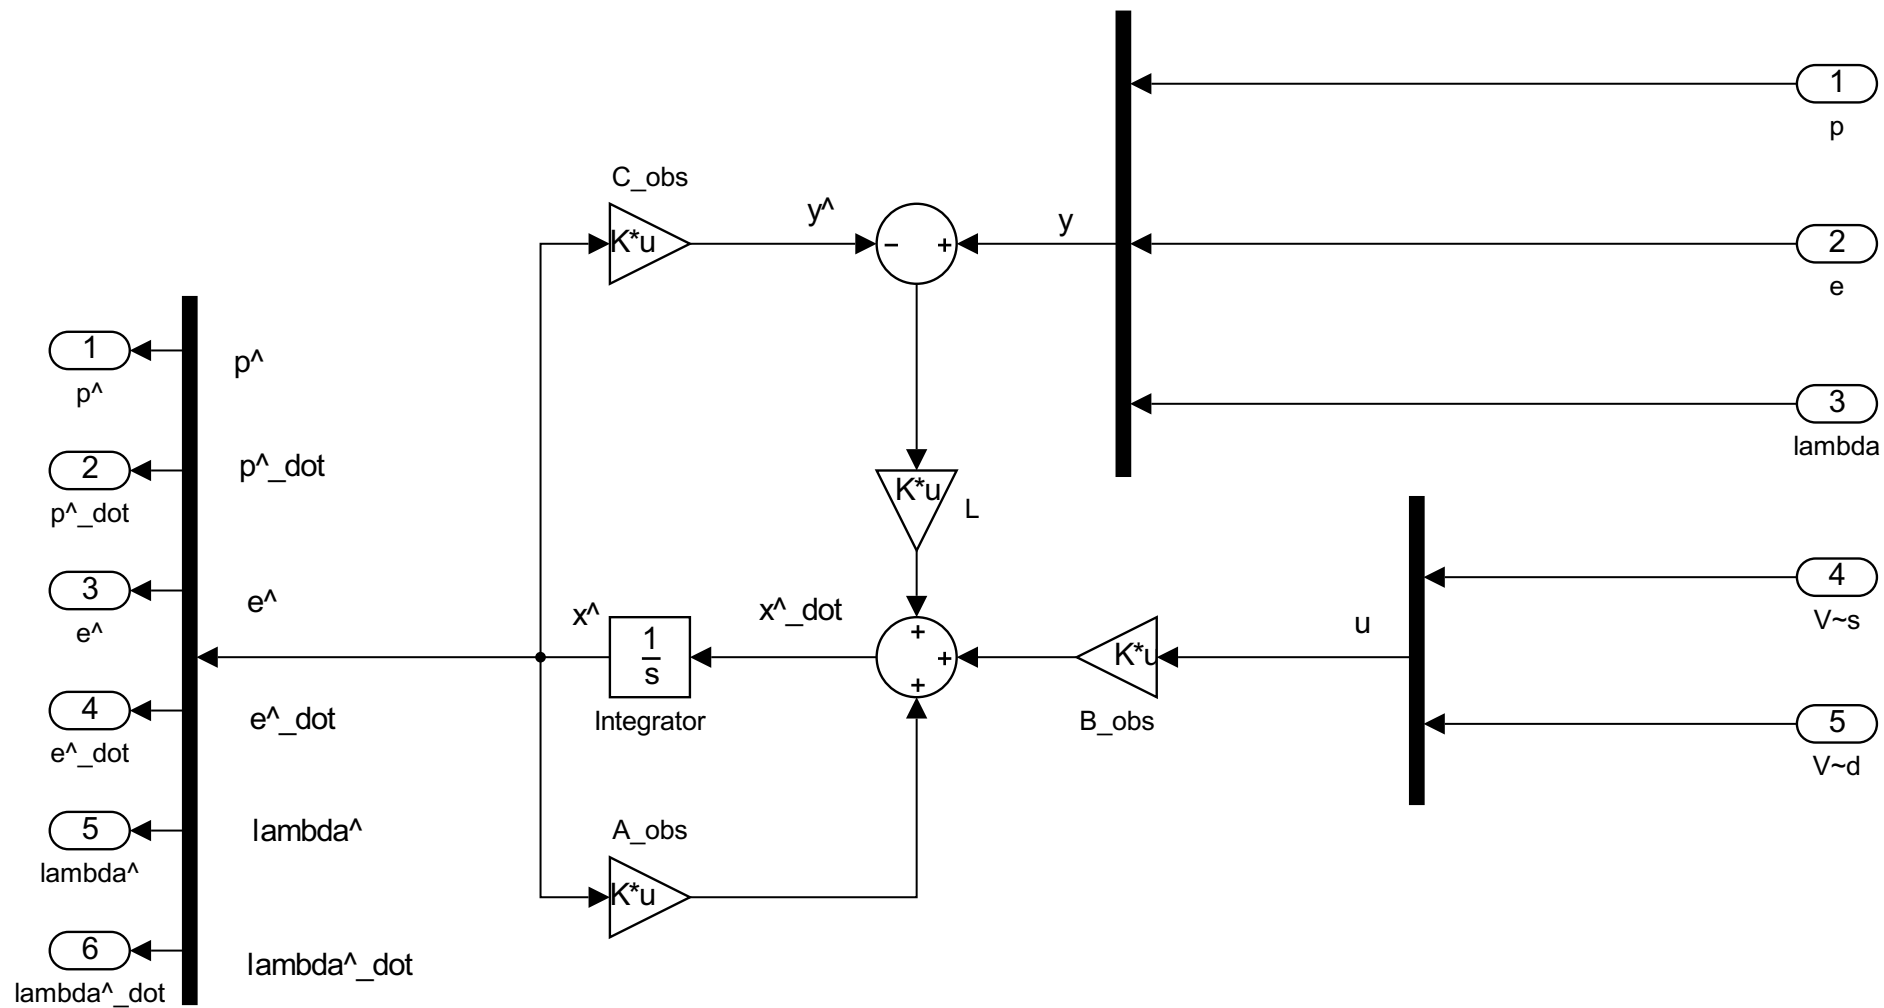 1
p
C_obs
K*u
y^
−
+
y
2
e
1
p^
p^
3
lambda
2
p^_dot
p^_dot
K*u
L
3
e^
e^
x^
1
s
Integrator
x^_dot
+
+
+
K*u
B_obs
u
4
V~s
4
e^_dot
e^_dot
5
V~d
5
lambda^
lambda^
A_obs
K*u
6
lambda^_dot
lambda^_dot